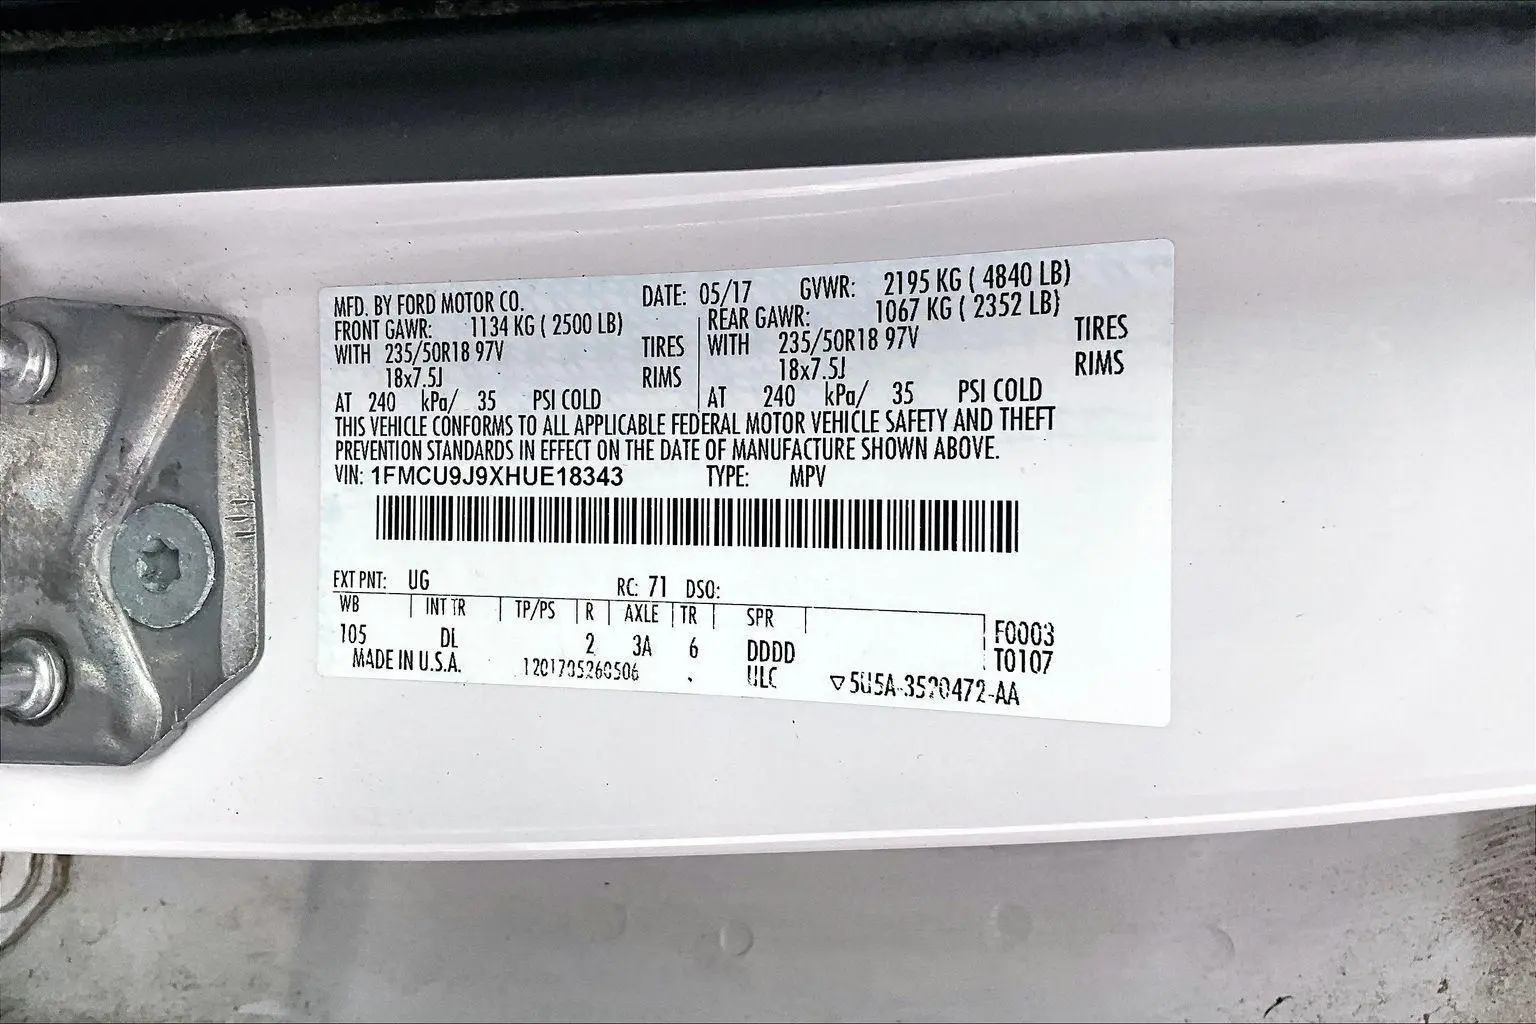 MFD. BY FORD MOTOR CO. DATE: 05/17 GVWR: 2195 KG ( 4840 LB)
FRONT GAWR: 1134 KG ( 2500 LB) REAR GAWR: 1067 KG ( 2352 LB)
WITH 235/50R18 97V TIRES WITH 235/50R18 97V TIRES
18x7.5J RIMS 18x7.5J RIMS
AT 240 kPa/ 35 PSI COLD AT 240 kPa/ 35 PSI COLD
THIS VEHICLE CONFORMS TO ALL APPLICABLE FEDERAL MOTOR VEHICLE SAFETY AND THEFT
PREVENTION STANDARDS IN EFFECT ON THE DATE OF MANUFACTURE SHOWN ABOVE.
VIN: 1FMCU9J9XHUE18343 TYPE: MPV
EXT PNT: UG RC: 71 DSO:
WB INT TR TP/PS R AXLE TR SPR
F0003
105 DL 2 3A 6 DDDD T0107
MADE IN U.S.A. 1201705260506 ULC ▽5U5A-3520472-AA